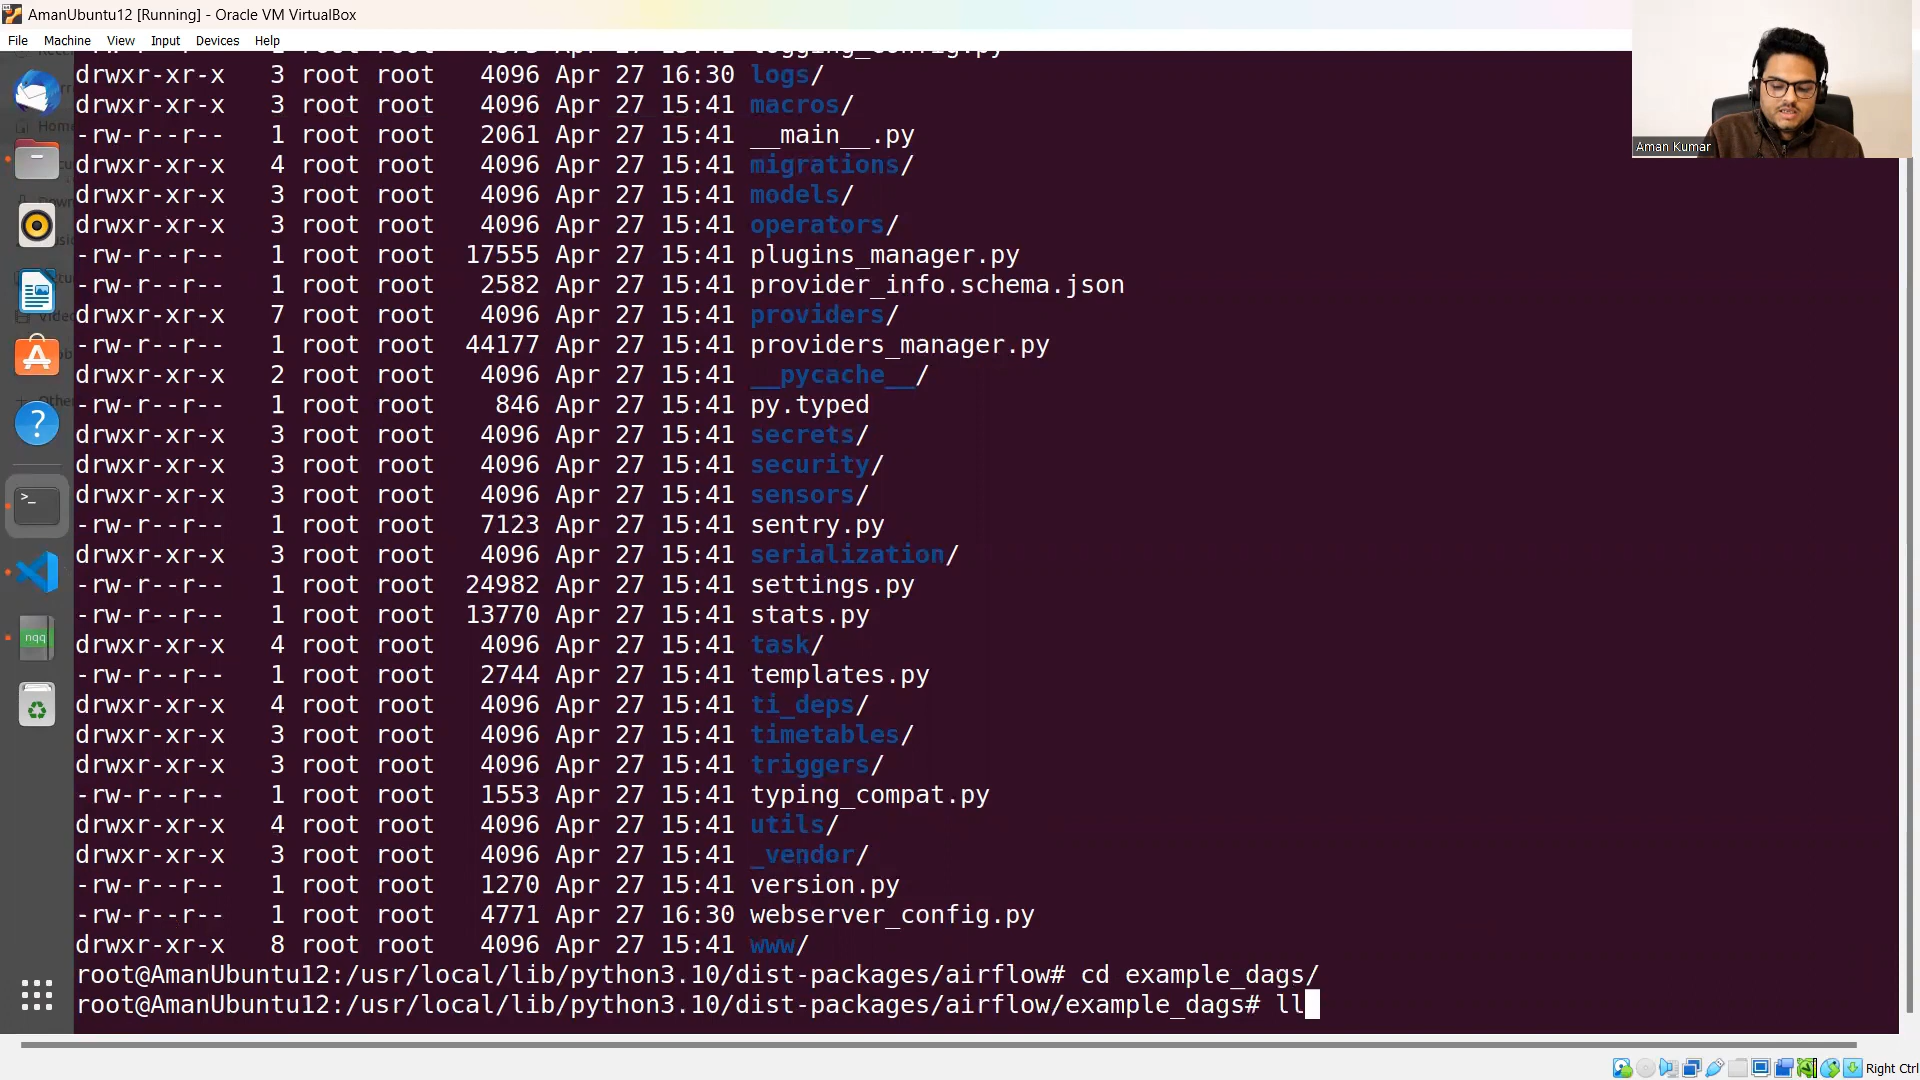 AmanUbuntu12 [Running] - Oracle VM VirtualBox
File Machine View Input Devices Help
drwxr-xr-x 3 root root 4096 Apr 27 16:30 logs/
drwxr-xr-x 3 root root 4096 Apr 27 15:41 macros/
-rw-r--r-- 1 root root 2061 Apr 27 15:41 __main__.py
drwxr-xr-x 4 root root 4096 Apr 27 15:41 migrations/
drwxr-xr-x 3 root root 4096 Apr 27 15:41 models/
drwxr-xr-x 3 root root 4096 Apr 27 15:41 operators/
-rw-r--r-- 1 root root 17555 Apr 27 15:41 plugins_manager.py
-rw-r--r-- 1 root root 2582 Apr 27 15:41 provider_info.schema.json
drwxr-xr-x 7 root root 4096 Apr 27 15:41 providers/
-rw-r--r-- 1 root root 44177 Apr 27 15:41 providers_manager.py
drwxr-xr-x 2 root root 4096 Apr 27 15:41 __pycache__/
-rw-r--r-- 1 root root 846 Apr 27 15:41 py.typed
drwxr-xr-x 3 root root 4096 Apr 27 15:41 secrets/
drwxr-xr-x 3 root root 4096 Apr 27 15:41 security/
drwxr-xr-x 3 root root 4096 Apr 27 15:41 sensors/
-rw-r--r-- 1 root root 7123 Apr 27 15:41 sentry.py
drwxr-xr-x 3 root root 4096 Apr 27 15:41 serialization/
-rw-r--r-- 1 root root 24982 Apr 27 15:41 settings.py
-rw-r--r-- 1 root root 13770 Apr 27 15:41 stats.py
drwxr-xr-x 4 root root 4096 Apr 27 15:41 task/
-rw-r--r-- 1 root root 2744 Apr 27 15:41 templates.py
drwxr-xr-x 4 root root 4096 Apr 27 15:41 ti_deps/
drwxr-xr-x 3 root root 4096 Apr 27 15:41 timetables/
drwxr-xr-x 3 root root 4096 Apr 27 15:41 triggers/
-rw-r--r-- 1 root root 1553 Apr 27 15:41 typing_compat.py
drwxr-xr-x 4 root root 4096 Apr 27 15:41 utils/
drwxr-xr-x 3 root root 4096 Apr 27 15:41 _vendor/
-rw-r--r-- 1 root root 1270 Apr 27 15:41 version.py
-rw-r--r-- 1 root root 4771 Apr 27 16:30 webserver_config.py
drwxr-xr-x 8 root root 4096 Apr 27 15:41 www/
root@AmanUbuntu12:/usr/local/lib/python3.10/dist-packages/airflow# cd example_dags/
root@AmanUbuntu12:/usr/local/lib/python3.10/dist-packages/airflow/example_dags# ll
Aman Kumar
nqq
Right Ctrl